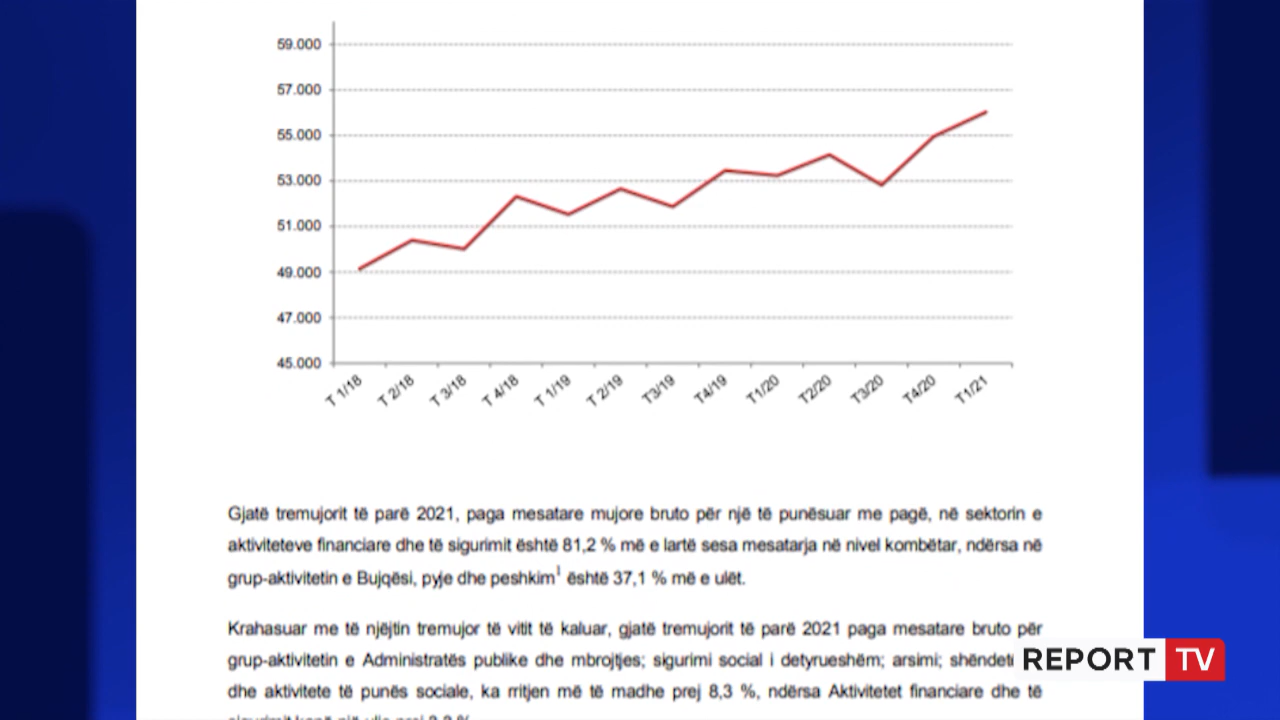 59.000
57.000
55.000
53.000
51.000
49.000
47.000
45.000
T 1/18
T 2/18
T 3/18
T 4/18
T 1/19
T 2/19
T3/19
T4/19
T1/20
T2/20
T3/20
T4/20
T1/21
Gjatë tremujorit të parë 2021, paga mesatare mujore bruto për një të punësuar me pagë, në sektorin e
aktiviteteve financiare dhe të sigurimit është 81,2 % më e lartë sesa mesatarja në nivel kombëtar, ndërsa në
grup-aktivitetin e Bujqësi, pyje dhe peshkim¹ është 37,1 % më e ulët.
Krahasuar me të njëjtin tremujor të vitit të kaluar, gjatë tremujorit të parë 2021 paga mesatare bruto për
grup-aktivitetin e Administratës publike dhe mbrojtjes; sigurimi social i detyrueshëm; arsimi; shëndet
dhe aktivitete të punës sociale, ka rritjen më të madhe prej 8,3 %, ndërsa Aktivitetet financiare dhe të
REPORT TV